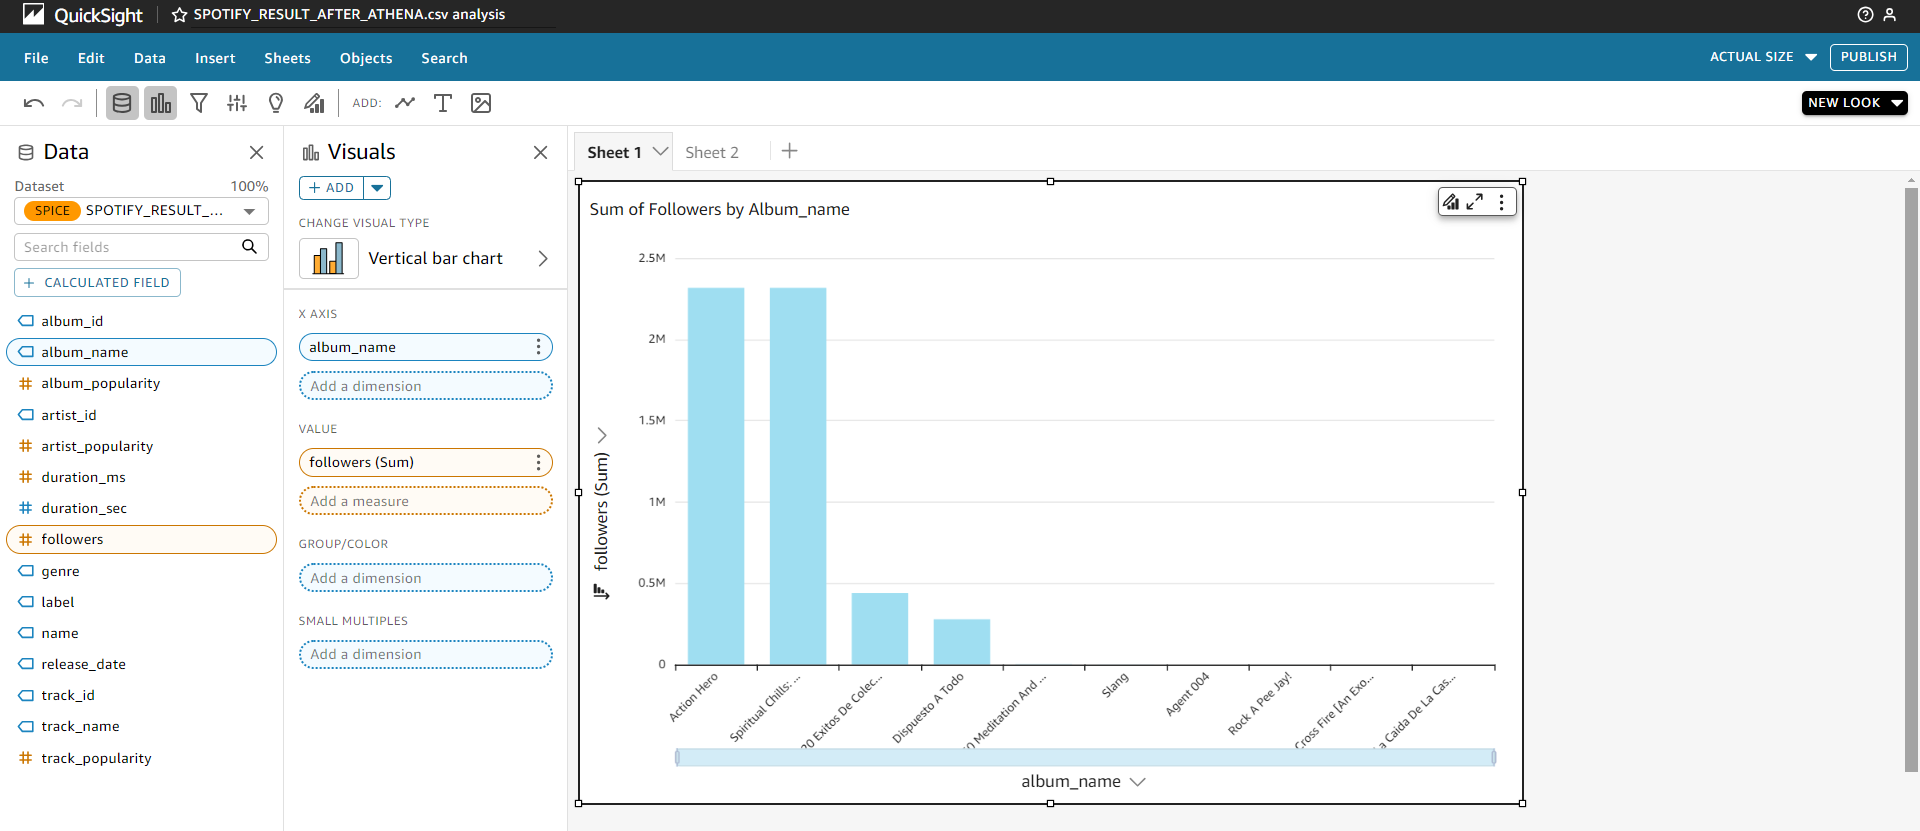 QuickSight
SPOTIFY_RESULT_AFTER_ATHENA.csv analysis
File Edit Data Insert Sheets Objects Search
ACTUAL SIZE
PUBLISH
ADD:
NEW LOOK
Data
Dataset 100%
SPICE SPOTIFY_RESULT_...
Search fields
+ CALCULATED FIELD
album_id
album_name
album_popularity
artist_id
artist_popularity
duration_ms
duration_sec
followers
genre
label
name
release_date
track_id
track_name
track_popularity
Visuals
+ ADD
CHANGE VISUAL TYPE
Vertical bar chart
X AXIS
album_name
Add a dimension
VALUE
followers (Sum)
Add a measure
GROUP/COLOR
Add a dimension
SMALL MULTIPLES
Add a dimension
Sheet 1
Sheet 2
Sum of Followers by Album_name
followers (Sum)
2.5M
2M
1.5M
1M
0.5M
0
Action Hero
Spiritual Chills: ...
20 Exitos De Colec...
Dispuesto A Todo
Meditation And ...
Slang
Agent 004
Rock A Pee Jay!
Cross Fire [An Exo...
Caida De La Cas...
album_name